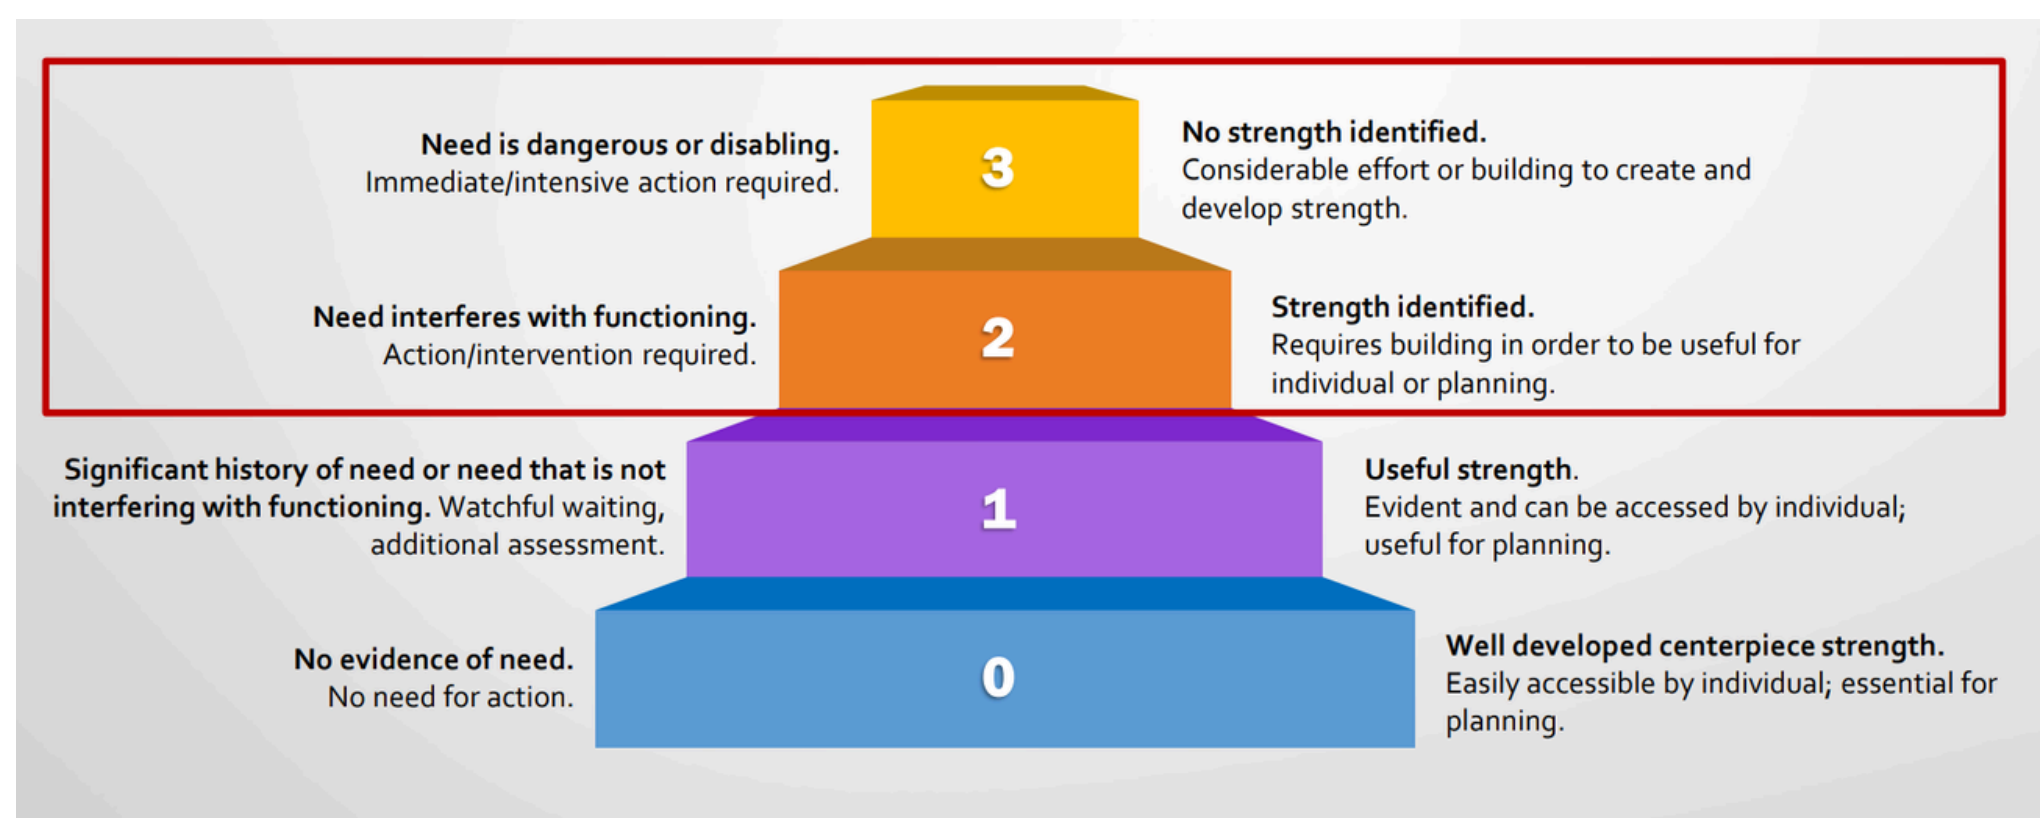 Need is dangerous or disabling.
Immediate/intensive action required.
3
No strength identified.
Considerable effort or building to create and
develop strength.
Need interferes with functioning.
Action/intervention required.
2
Strength identified.
Requires building in order to be useful for
individual or planning.
Significant history of need or need that is not
interfering with functioning. Watchful waiting,
additional assessment.
1
Useful strength.
Evident and can be accessed by individual;
useful for planning.
No evidence of need.
No need for action.
0
Well developed centerpiece strength.
Easily accessible by individual; essential for
planning.